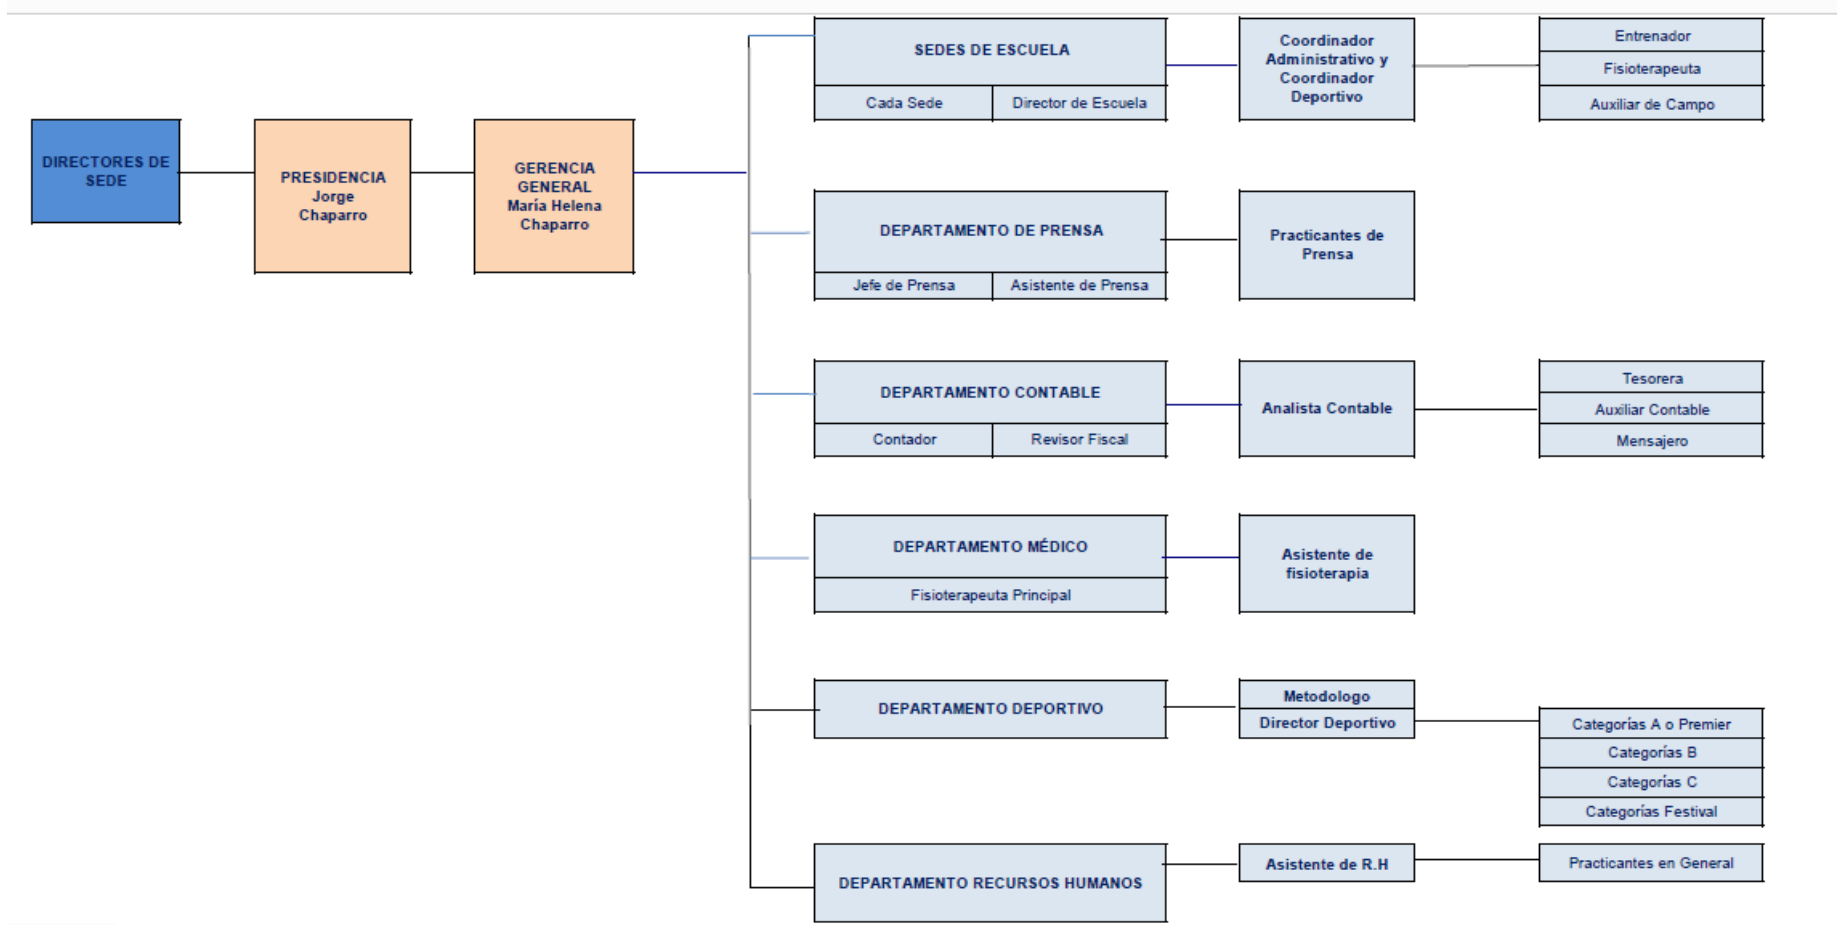 DIRECTORES DE
SEDE
PRESIDENCIA
Jorge
Chaparro
GERENCIA
GENERAL
María Helena
Chaparro
SEDES DE ESCUELA
Cada Sede
Director de Escuela
Coordinador
Administrativo y
Coordinador
Deportivo
Entrenador
Fisioterapeuta
Auxiliar de Campo
DEPARTAMENTO DE PRENSA
Jefe de Prensa
Asistente de Prensa
Practicantes de
Prensa
DEPARTAMENTO CONTABLE
Contador
Revisor Fiscal
Analista Contable
Tesorera
Auxiliar Contable
Mensajero
DEPARTAMENTO MÉDICO
Fisioterapeuta Principal
Asistente de
fisioterapia
DEPARTAMENTO DEPORTIVO
Metodologo
Director Deportivo
Categorías A o Premier
Categorías B
Categorías C
Categorías Festival
DEPARTAMENTO RECURSOS HUMANOS
Asistente de R.H
Practicantes en General